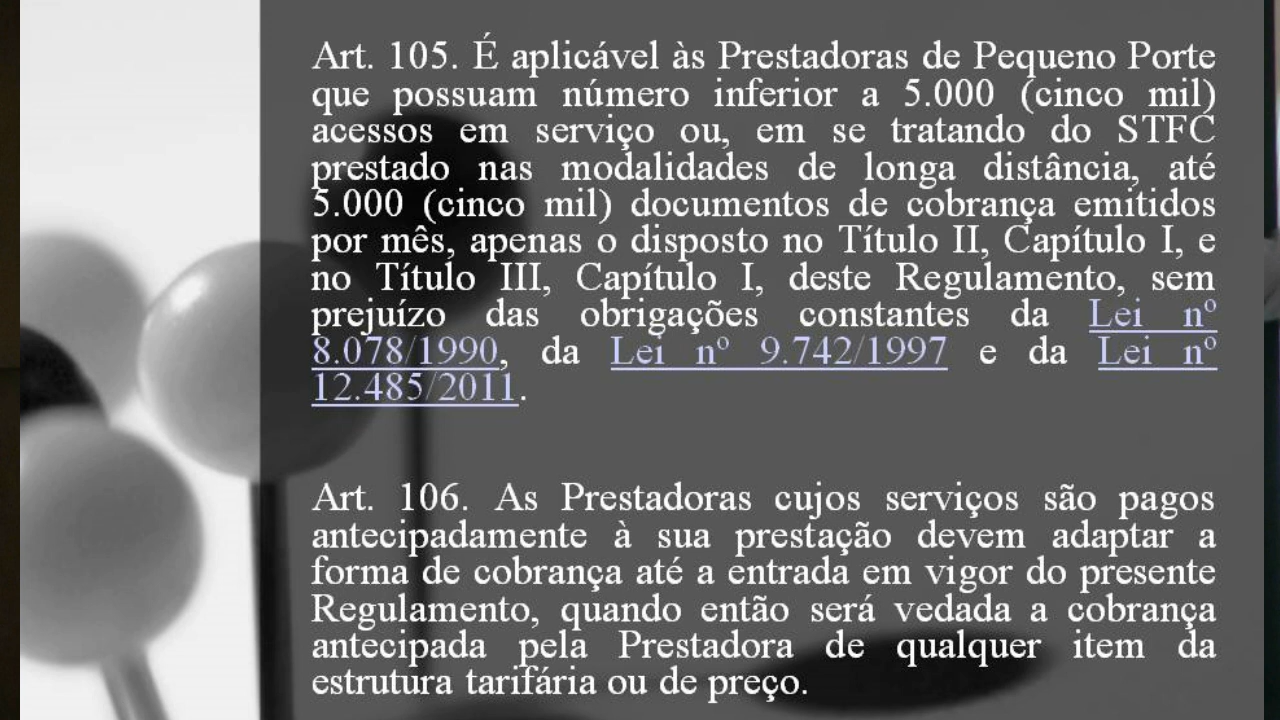 Art. 105. É aplicável às Prestadoras de Pequeno Porte
que possuam número inferior a 5.000 (cinco mil)
acessos em serviço ou, em se tratando do STFC
prestado nas modalidades de longa distância, até
5.000 (cinco mil) documentos de cobrança emitidos
por mês, apenas o disposto no Título II, Capítulo I, e
no Título III, Capítulo I, deste Regulamento, sem
prejuízo das obrigações constantes da Lei nº
8.078/1990, da Lei nº 9.742/1997 e da Lei nº
12.485/2011.
Art. 106. As Prestadoras cujos serviços são pagos
antecipadamente à sua prestação devem adaptar a
forma de cobrança até a entrada em vigor do presente
Regulamento, quando então será vedada a cobrança
antecipada pela Prestadora de qualquer item da
estrutura tarifária ou de preço.